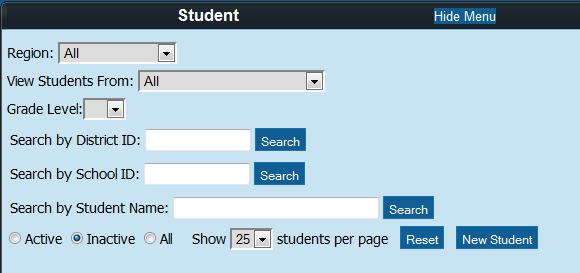 Student Hide Menu
Region: All
View Students From: All
Grade Level:
Search by District ID: Search
Search by School ID: Search
Search by Student Name: Search
Active Inactive All Show 25 students per page Reset New Student